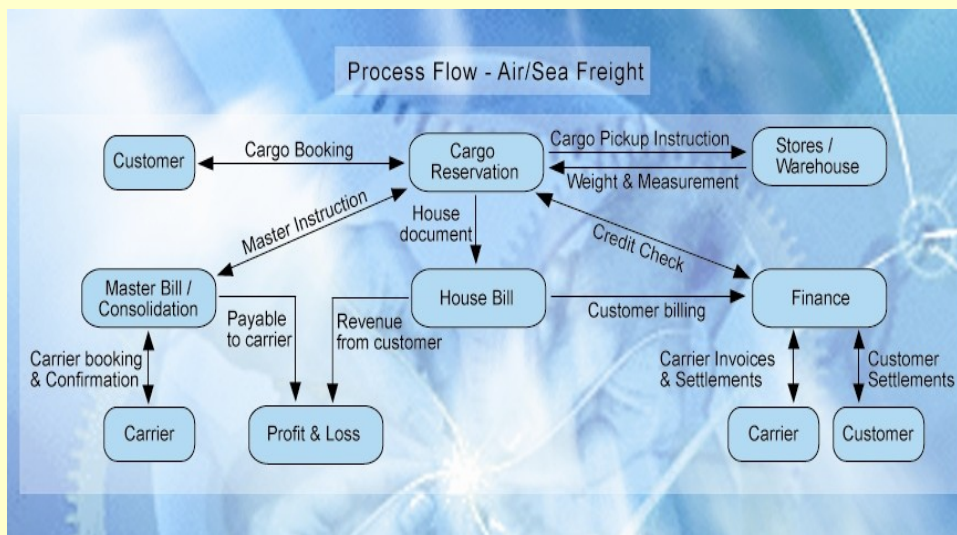 Process Flow - Air/Sea Freight
Customer
Cargo Booking
Cargo
Reservation
Cargo Pickup Instruction
Weight & Measurement
Stores /
Warehouse
Master Instruction
House
document
Credit Check
Master Bill /
Consolidation
Payable
to carrier
Revenue
from customer
House Bill
Customer billing
Finance
Carrier booking
& Confirmation
Carrier Invoices
& Settlements
Customer
Settlements
Carrier
Profit & Loss
Carrier
Customer